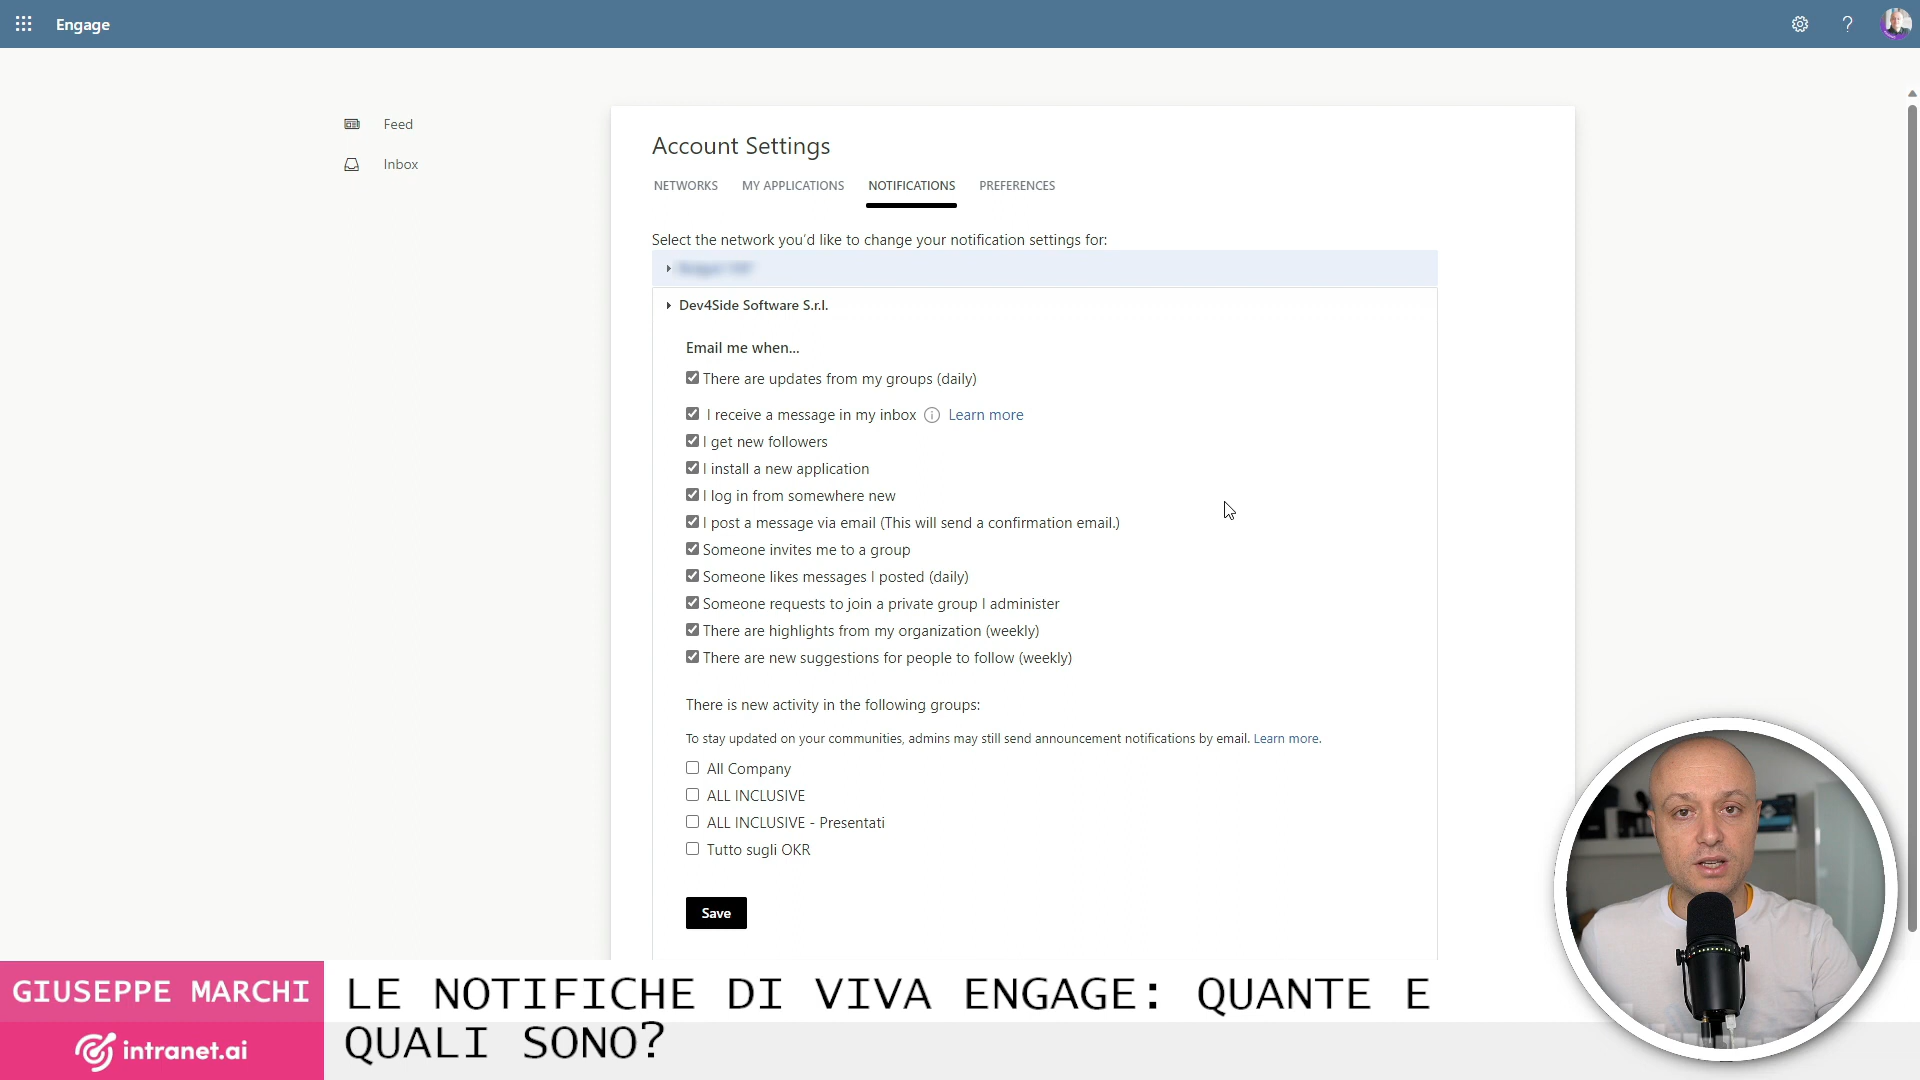 Engage
Feed
Inbox
Account Settings
NETWORKS MY APPLICATIONS NOTIFICATIONS PREFERENCES
Select the network you'd like to change your notification settings for:
Dev4Side Software S.r.l.
Email me when...
There are updates from my groups (daily)
I receive a message in my inbox Learn more
I get new followers
I install a new application
I log in from somewhere new
I post a message via email (This will send a confirmation email.)
Someone invites me to a group
Someone likes messages I posted (daily)
Someone requests to join a private group I administer
There are highlights from my organization (weekly)
There are new suggestions for people to follow (weekly)
There is new activity in the following groups:
To stay updated on your communities, admins may still send announcement notifications by email. Learn more.
All Company
ALL INCLUSIVE
ALL INCLUSIVE - Presentati
Tutto sugli OKR
Save
GIUSEPPE MARCHI
intranet.ai
LE NOTIFICHE DI VIVA ENGAGE: QUANTE E
QUALI SONO?